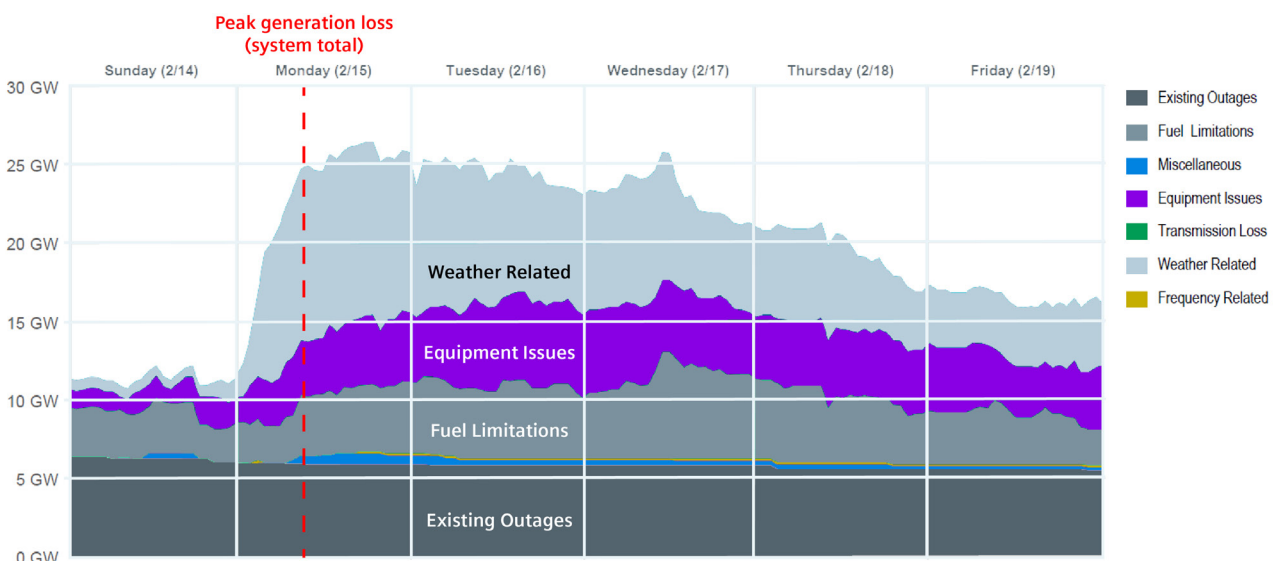 Peak generation loss
(system total)
Sunday (2/14)
Monday (2/15)
Tuesday (2/16)
Wednesday (2/17)
Thursday (2/18)
Friday (2/19)
30 GW
25 GW
20 GW
15 GW
10 GW
5 GW
0 GW
Weather Related
Equipment Issues
Fuel Limitations
Existing Outages
Existing Outages
Fuel Limitations
Miscellaneous
Equipment Issues
Transmission Loss
Weather Related
Frequency Related